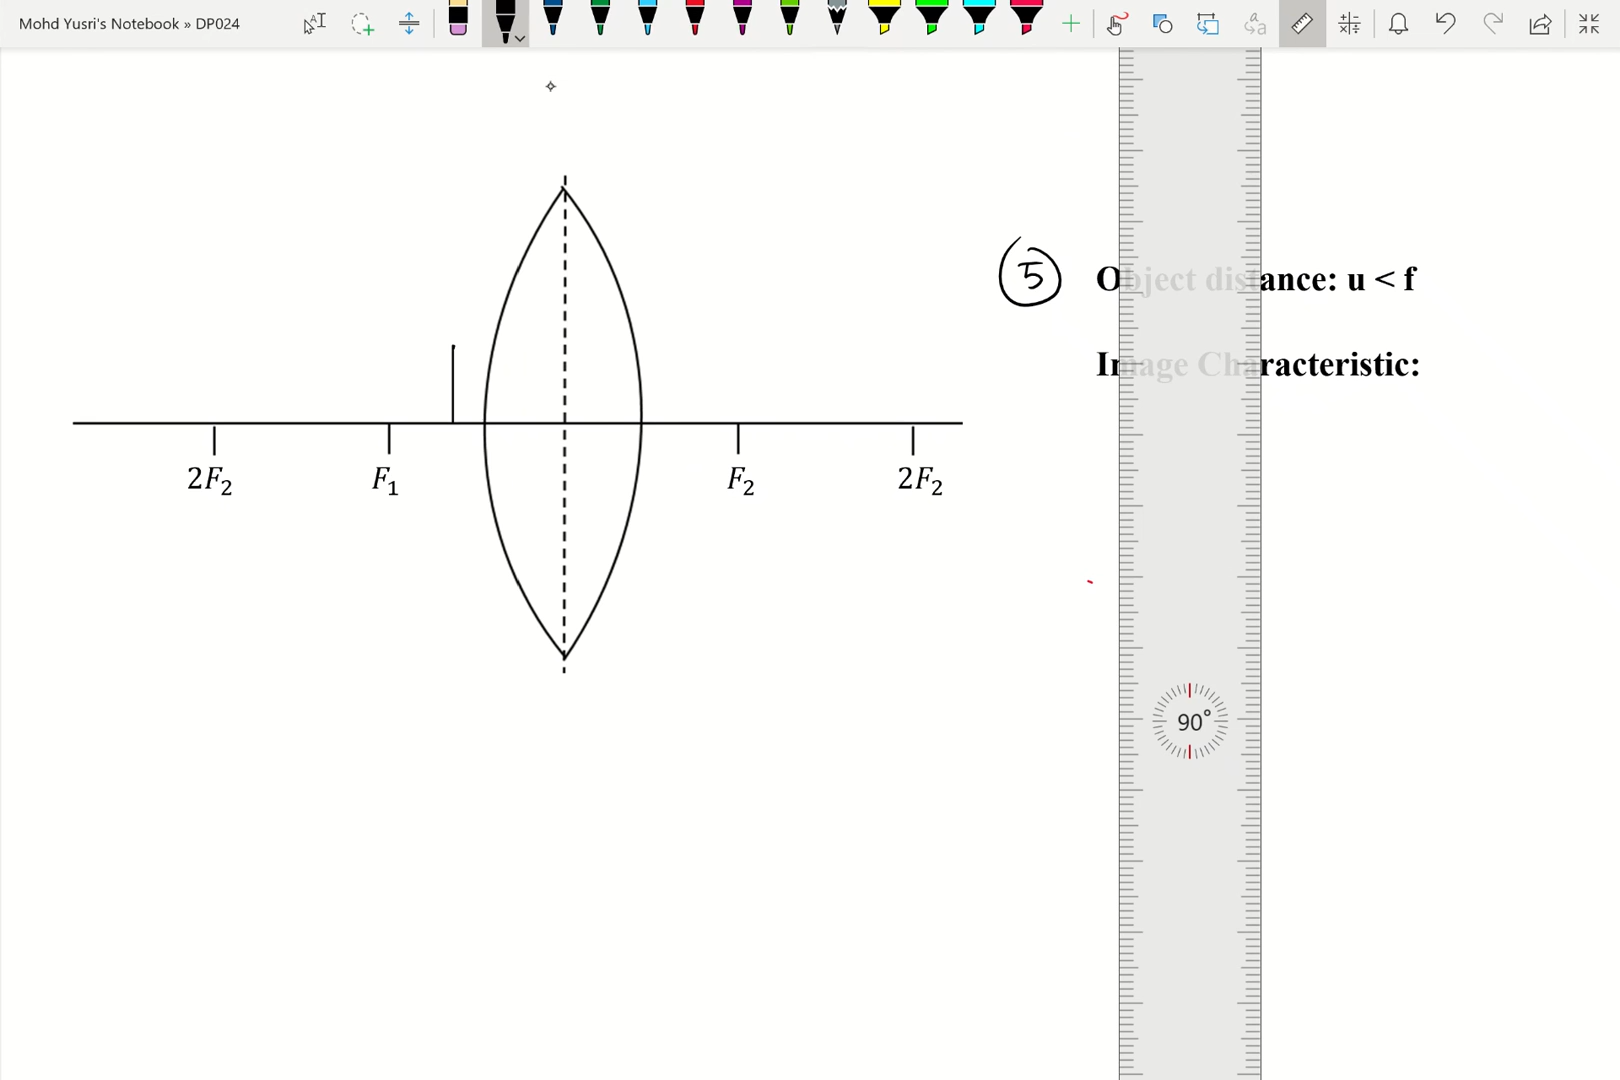 Mohd Yusri's Notebook » DP024
5 Object distance: u < f
Image Characteristic:
2F₂ F₁ F₂ 2F₂
90°